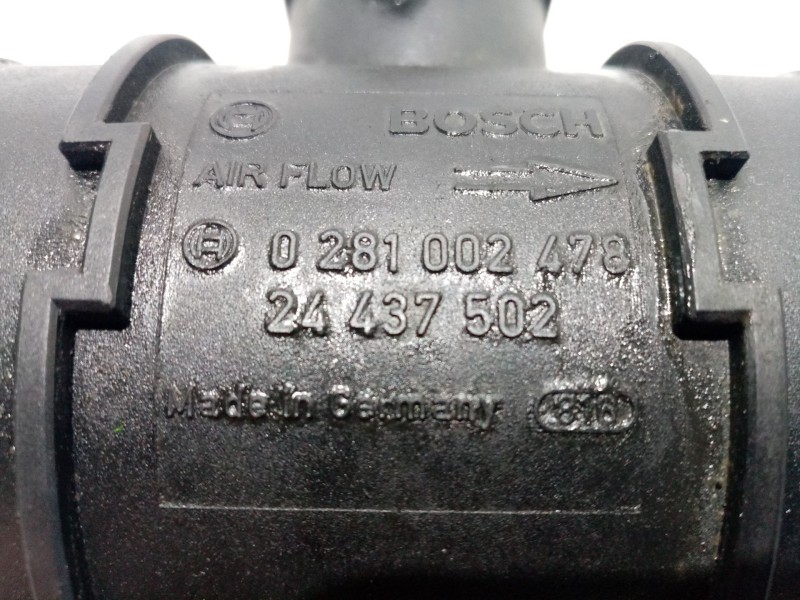 BOSCH
AIR FLOW
0 281 002 478
24 437 502
Made in Germany